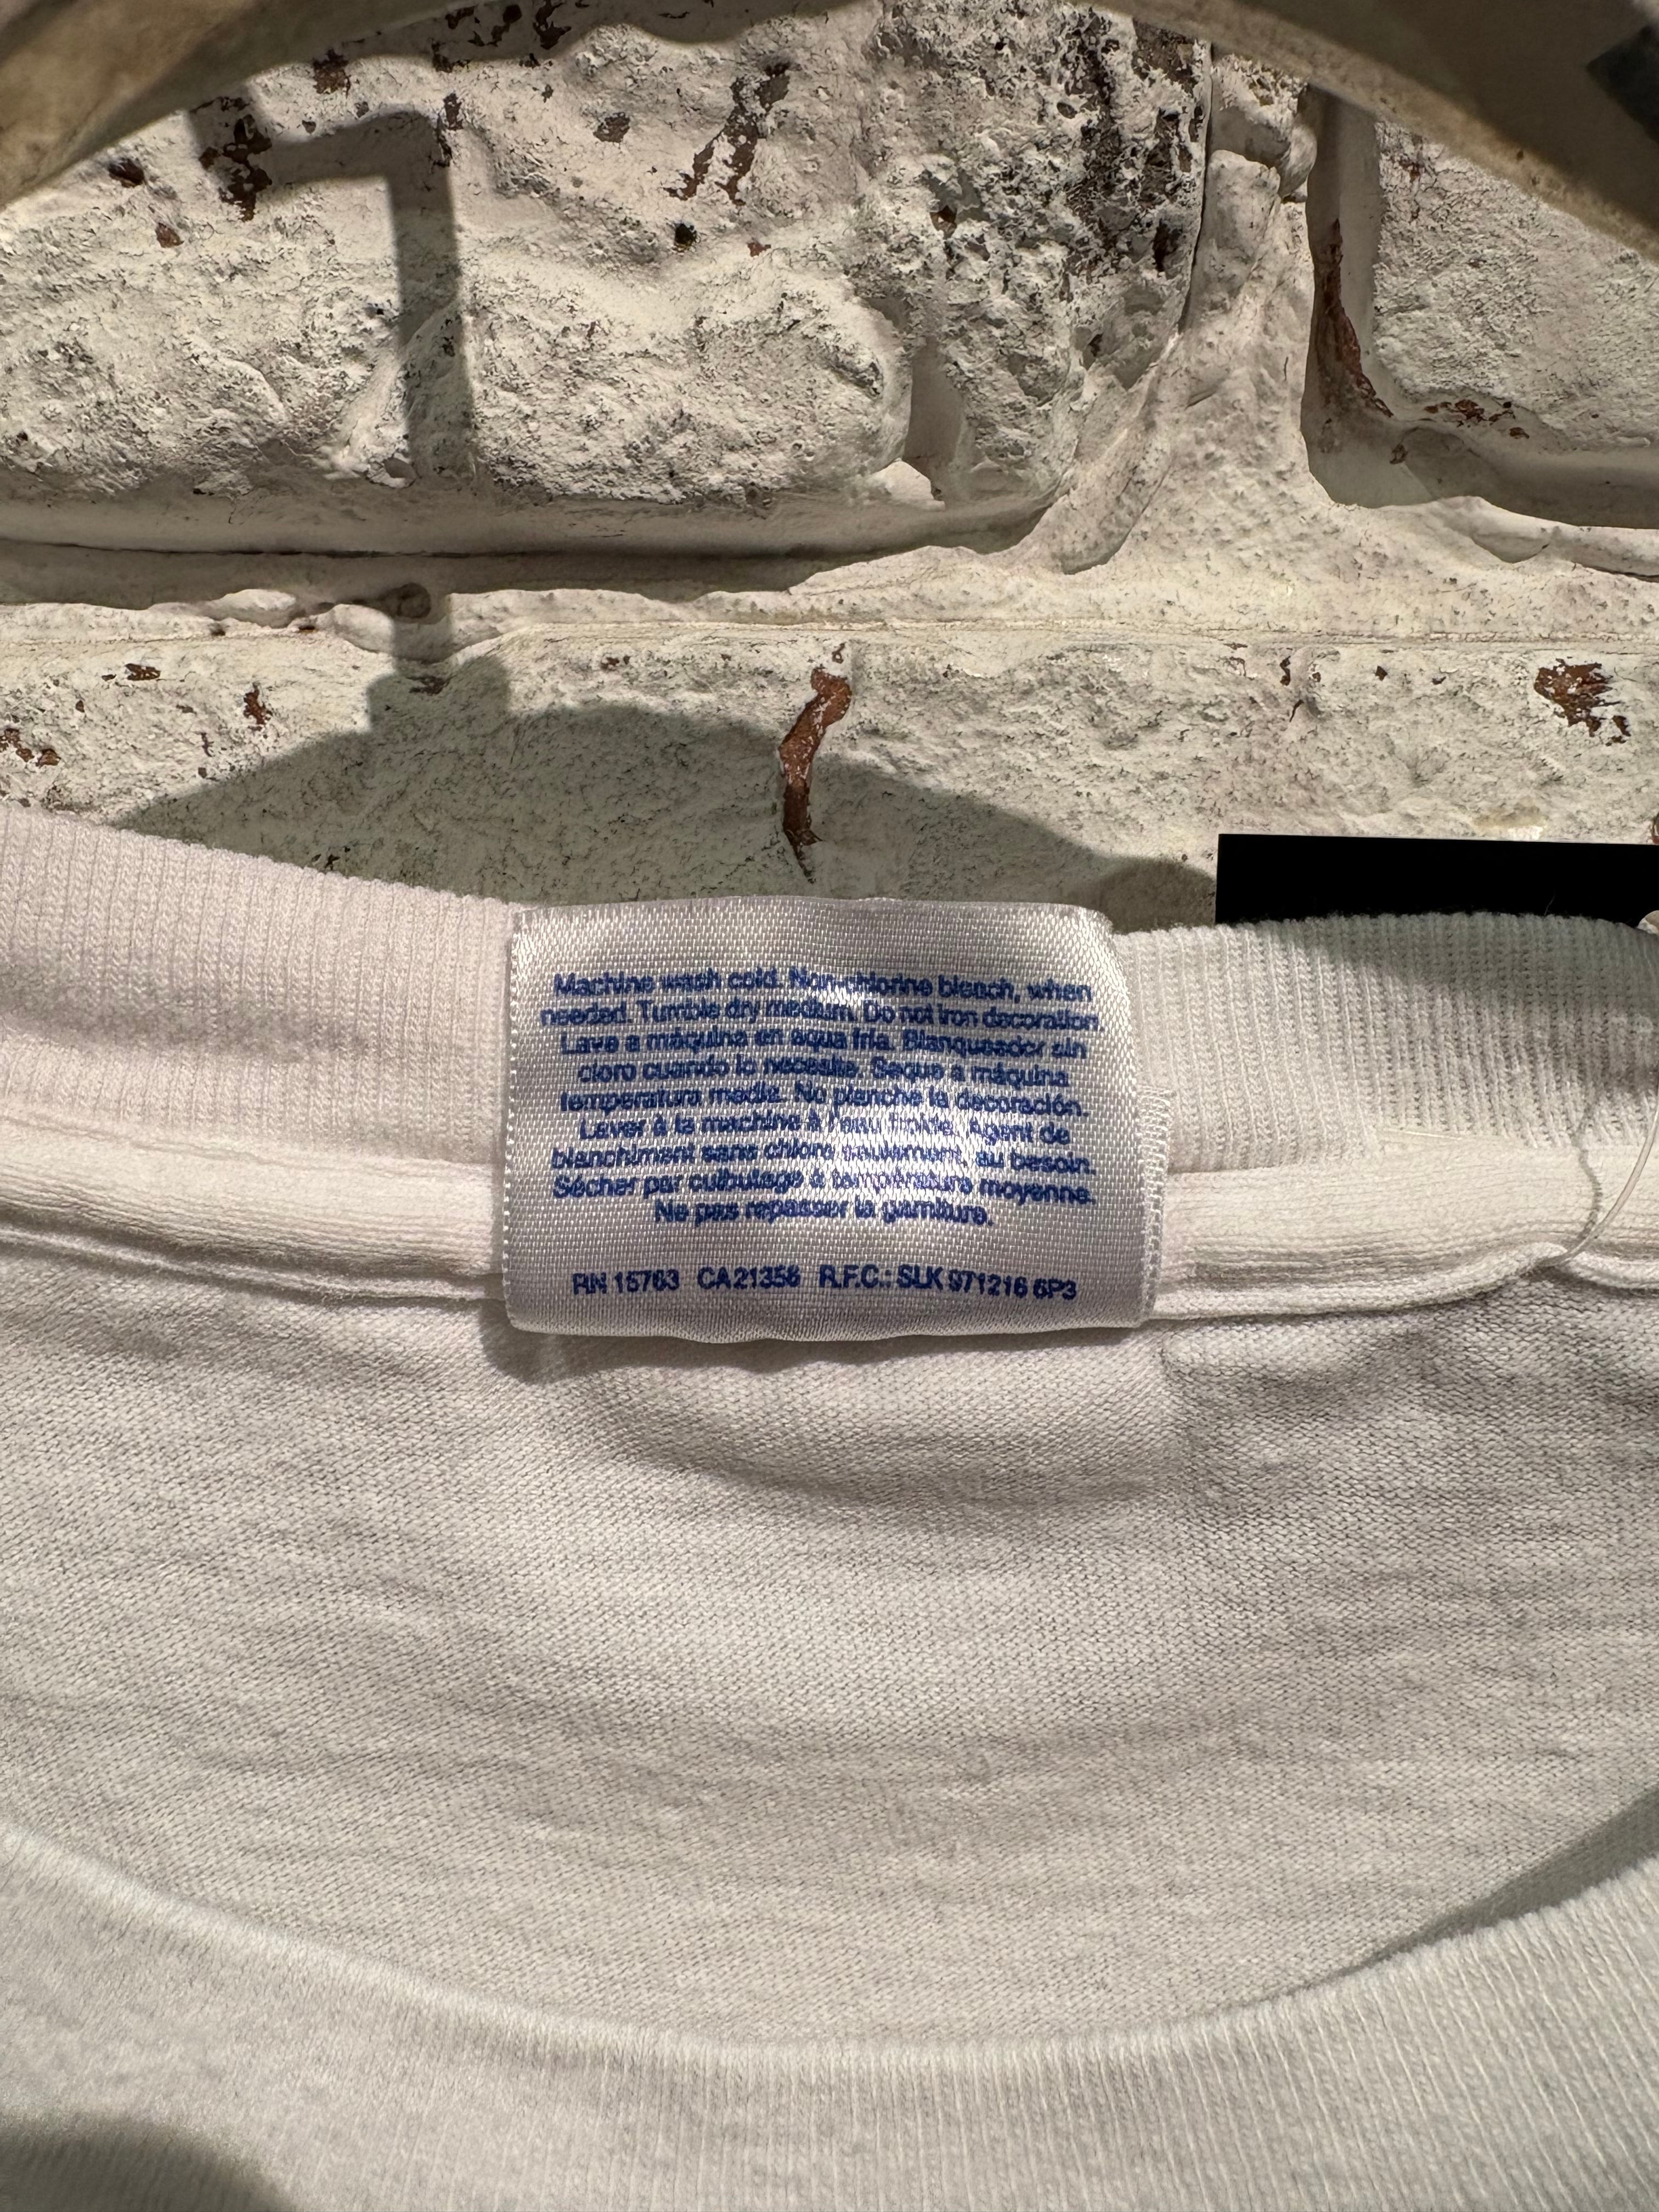 Machine wash cold. Non-chlorine bleach, when
needed. Tumble dry medium. Do not iron decoration.
Lave a máquina en aqua fría. Blanqueador sin
cloro cuando lo necesite. Seque a máquina
temperatura media. No planche la decoración.
Laver à la machine à l'eau froide. Agent de
blanchiment sans chlore seulement, au besoin.
Sécher par culbutage à température moyenne.
Ne pas repasser la garniture.
RN 15763 CA 21358 R.F.C.: SLK 971216 6P3